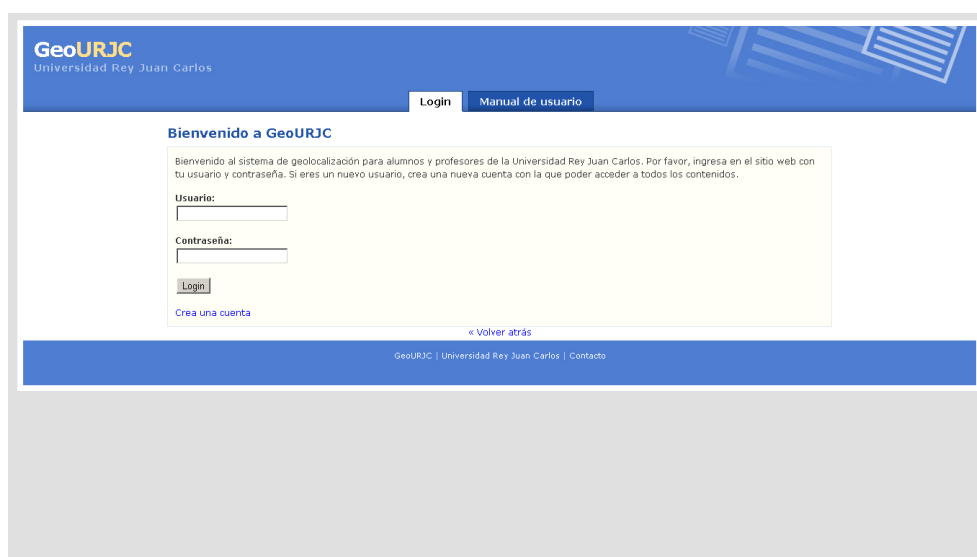 GeoURJC
Universidad Rey Juan Carlos
Login Manual de usuario
Bienvenido a GeoURJC
Bienvenido al sistema de geolocalización para alumnos y profesores de la Universidad Rey Juan Carlos. Por favor, ingresa en el sitio web con
tu usuario y contraseña. Si eres un nuevo usuario, crea una nueva cuenta con la que poder acceder a todos los contenidos.
Usuario:
Contraseña:
Login
Crea una cuenta
« Volver atrás
GeoURJC | Universidad Rey Juan Carlos | Contacto